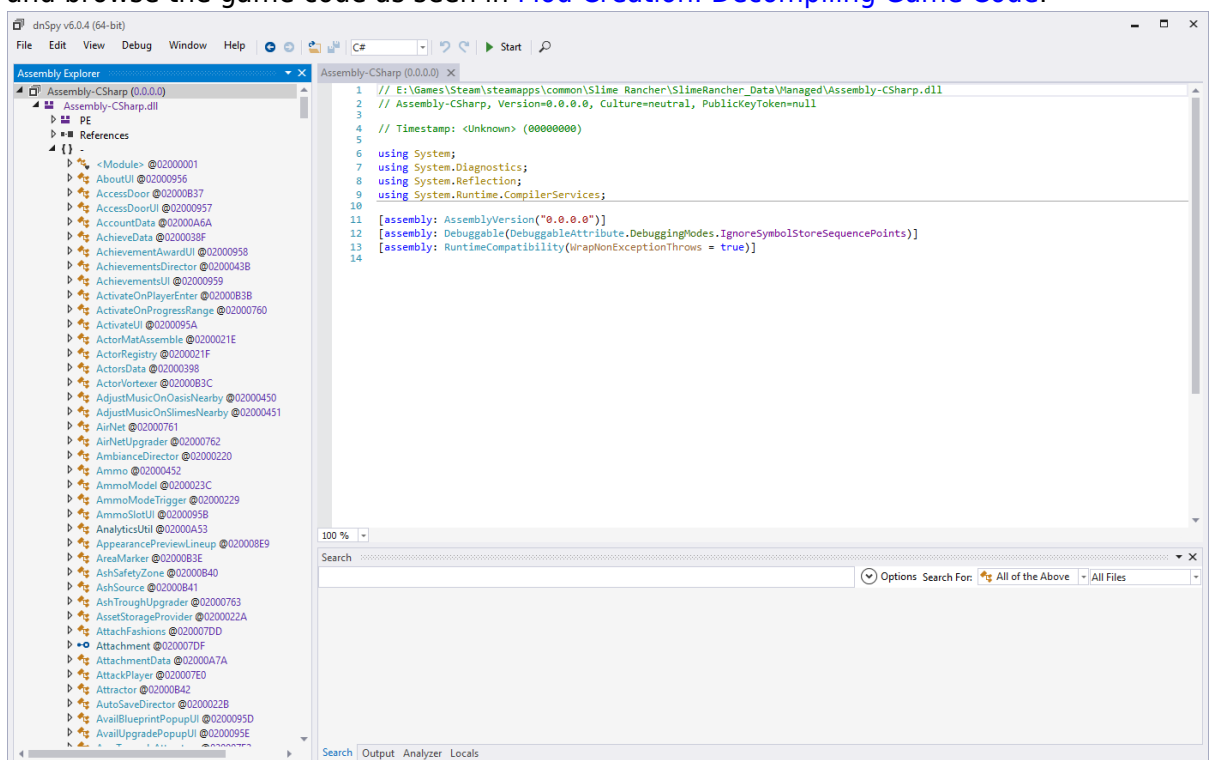 and browse the game code as seen in Mod Creation: Decompiling Game Code.
dnSpy v6.0.4 (64-bit)
File Edit View Debug Window Help C# Start
Assembly Explorer
Assembly-CSharp (0.0.0.0)
Assembly-CSharp.dll
PE
References
{} -
<Module> @02000001
AboutUI @02000956
AccessDoor @02000B37
AccessDoorUI @02000957
AccountData @02000A6A
AchieveData @0200038F
AchievementAwardUI @02000958
AchievementsDirector @0200043B
AchievementsUI @02000959
ActivateOnPlayerEnter @02000B3B
ActivateOnProgressRange @02000760
ActivateUI @0200095A
ActorMatAssemble @0200021E
ActorRegistry @0200021F
ActorsData @02000398
ActorVortexer @02000B3C
AdjustMusicOnOasisNearby @02000450
AdjustMusicOnSlimesNearby @02000451
AirNet @02000761
AirNetUpgrader @02000762
AmbianceDirector @02000220
Ammo @02000452
AmmoModel @0200023C
AmmoModeTrigger @02000229
AmmoSlotUI @0200095B
AnalyticsUtil @02000A53
AppearancePreviewLineup @020008E9
AreaMarker @02000B3E
AshSafetyZone @02000B40
AshSource @02000B41
AshTroughUpgrader @02000763
AssetStorageProvider @0200022A
AttachFashions @020007DD
Attachment @020007DF
AttachmentData @02000A7A
AttackPlayer @020007E0
Attractor @02000B42
AutoSaveDirector @0200022B
AvailBlueprintPopupUI @0200095D
AvailUpgradePopupUI @0200095E
Assembly-CSharp (0.0.0.0)
1 // E:\Games\Steam\steamapps\common\Slime Rancher\SlimeRancher_Data\Managed\Assembly-CSharp.dll
2 // Assembly-CSharp, Version=0.0.0.0, Culture=neutral, PublicKeyToken=null
3
4 // Timestamp: <Unknown> (00000000)
5
6 using System;
7 using System.Diagnostics;
8 using System.Reflection;
9 using System.Runtime.CompilerServices;
10
11 [assembly: AssemblyVersion("0.0.0.0")]
12 [assembly: Debuggable(DebuggableAttribute.DebuggingModes.IgnoreSymbolStoreSequencePoints)]
13 [assembly: RuntimeCompatibility(WrapNonExceptionThrows = true)]
14
100 %
Search
Options Search For: All of the Above All Files
Search Output Analyzer Locals